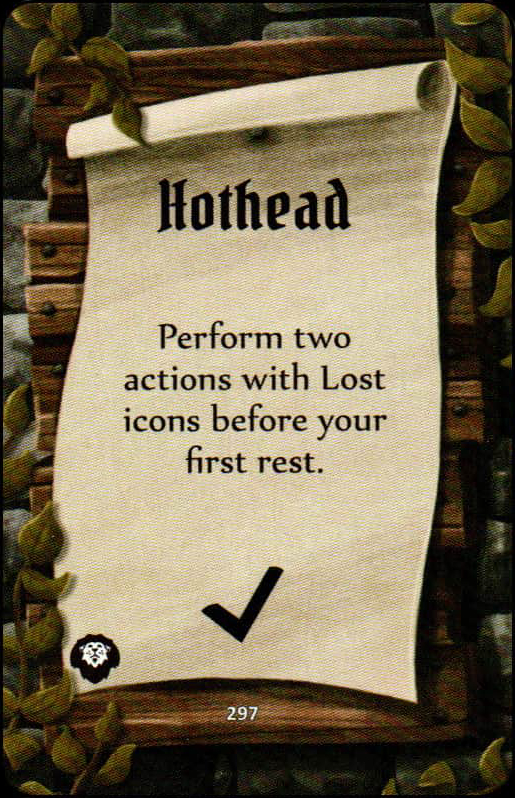 Hothead
Perform two
actions with Lost
icons before your
first rest.
297